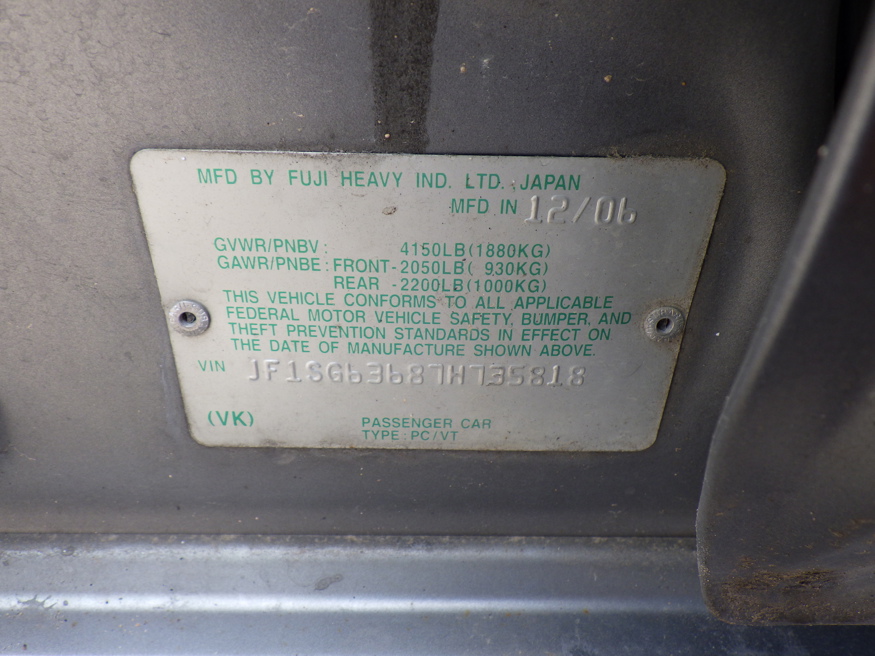 MFD BY FUJI HEAVY IND. LTD. JAPAN
MFD IN 12/06
GVWR/PNBV: 4150LB(1880KG)
GAWR/PNBE: FRONT-2050LB( 930KG)
REAR -2200LB(1000KG)
THIS VEHICLE CONFORMS TO ALL APPLICABLE
FEDERAL MOTOR VEHICLE SAFETY, BUMPER, AND
THEFT PREVENTION STANDARDS IN EFFECT ON
THE DATE OF MANUFACTURE SHOWN ABOVE.
VIN JF1SG63687H735818
(VK) PASSENGER CAR
TYPE: PC/VT